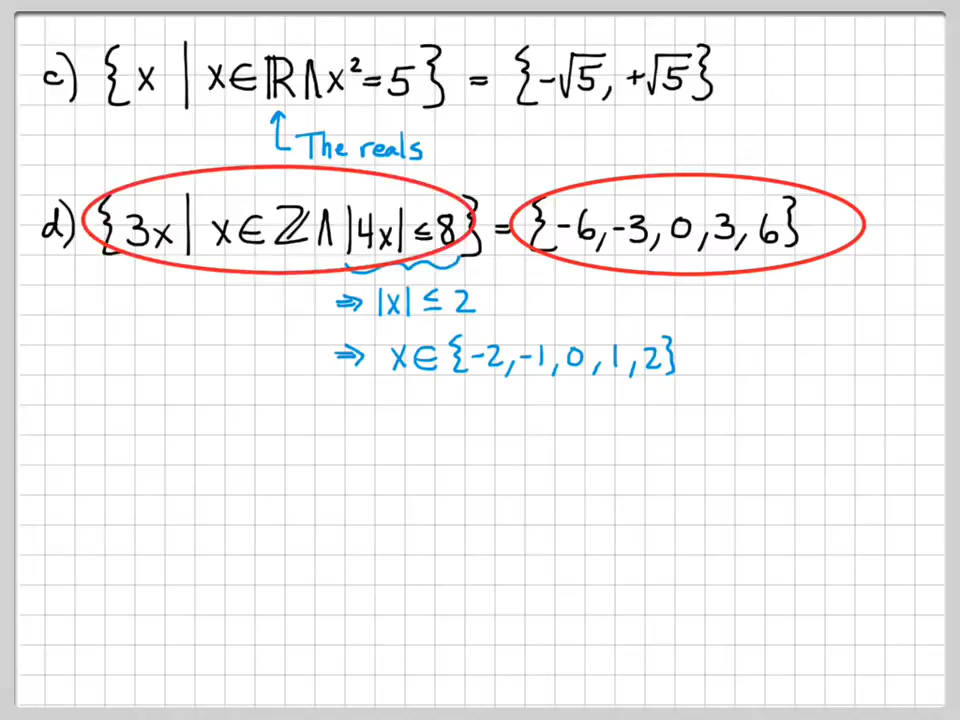 c) {x | x∈ℝ∧x²=5} = {-√5, +√5}
The reals
d) {3x | x∈ℤ∧|4x|≤8} = {-6,-3,0,3,6}
⇒ |x| ≤ 2
⇒ x∈{-2,-1,0,1,2}